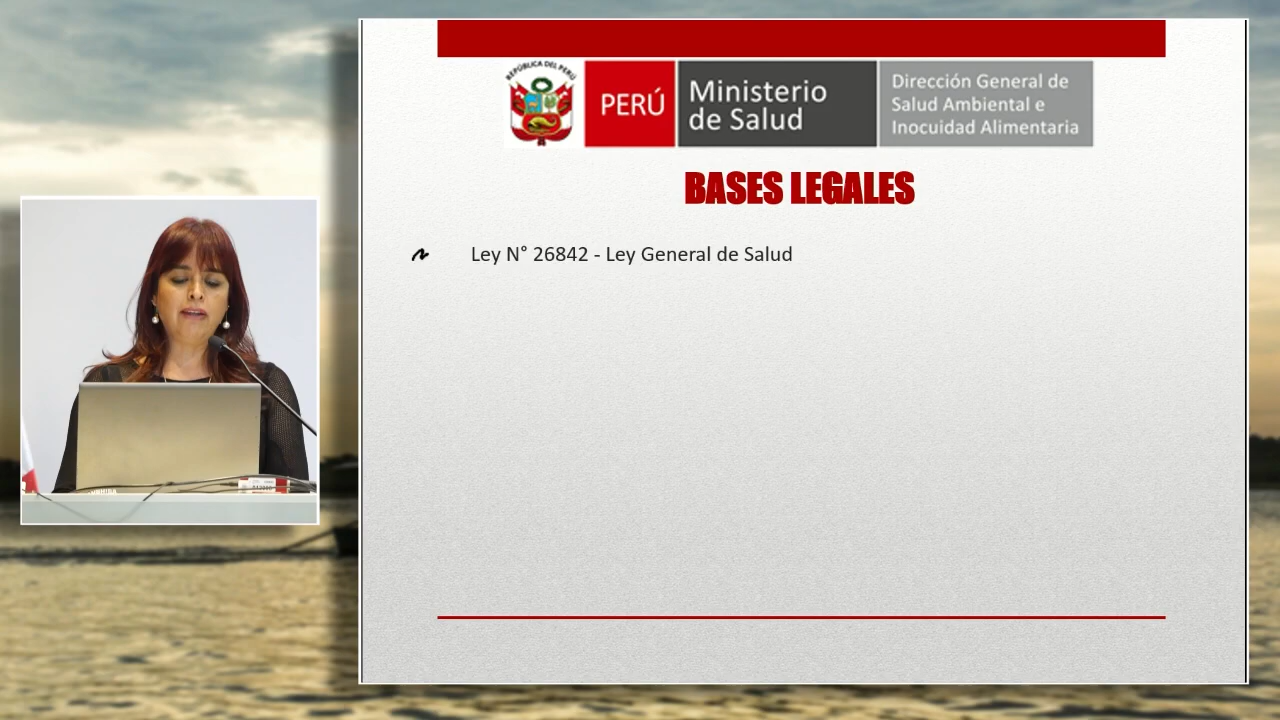 REPÚBLICA DEL PERÚ
PERÚ
Ministerio
de Salud
Dirección General de
Salud Ambiental e
Inocuidad Alimentaria
BASES LEGALES
Ley N° 26842 - Ley General de Salud